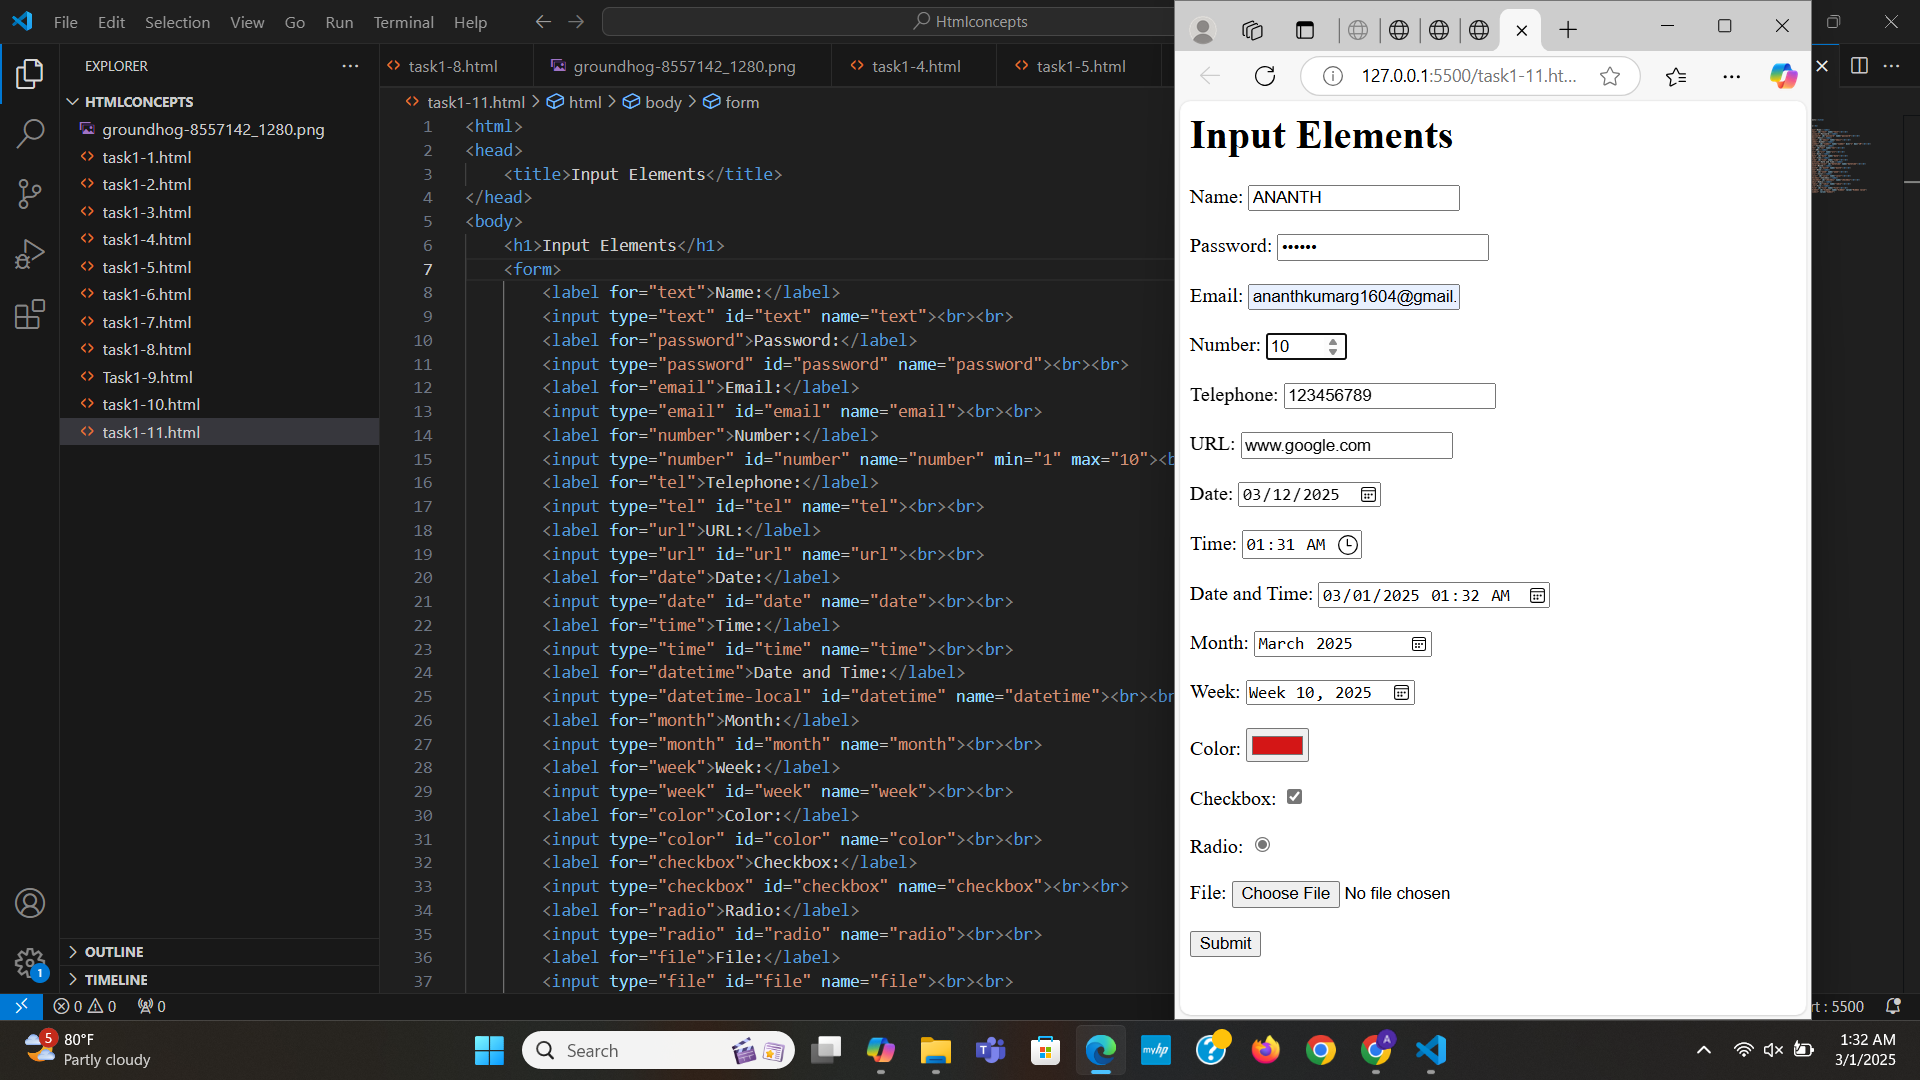 File Edit Selection View Go Run Terminal Help
Htmlconcepts
EXPLORER
HTMLCONCEPTS
groundhog-8557142_1280.png
task1-1.html
task1-2.html
task1-3.html
task1-4.html
task1-5.html
task1-6.html
task1-7.html
task1-8.html
Task1-9.html
task1-10.html
task1-11.html
OUTLINE
TIMELINE
task1-8.html groundhog-8557142_1280.png task1-4.html task1-5.html
task1-11.html > html > body > form
1 <html>
2 <head>
3 <title>Input Elements</title>
4 </head>
5 <body>
6 <h1>Input Elements</h1>
7 <form>
8 <label for="text">Name:</label>
9 <input type="text" id="text" name="text"><br><br>
10 <label for="password">Password:</label>
11 <input type="password" id="password" name="password"><br><br>
12 <label for="email">Email:</label>
13 <input type="email" id="email" name="email"><br><br>
14 <label for="number">Number:</label>
15 <input type="number" id="number" name="number" min="1" max="10"><b
16 <label for="tel">Telephone:</label>
17 <input type="tel" id="tel" name="tel"><br><br>
18 <label for="url">URL:</label>
19 <input type="url" id="url" name="url"><br><br>
20 <label for="date">Date:</label>
21 <input type="date" id="date" name="date"><br><br>
22 <label for="time">Time:</label>
23 <input type="time" id="time" name="time"><br><br>
24 <label for="datetime">Date and Time:</label>
25 <input type="datetime-local" id="datetime" name="datetime"><br><br
26 <label for="month">Month:</label>
27 <input type="month" id="month" name="month"><br><br>
28 <label for="week">Week:</label>
29 <input type="week" id="week" name="week"><br><br>
30 <label for="color">Color:</label>
31 <input type="color" id="color" name="color"><br><br>
32 <label for="checkbox">Checkbox:</label>
33 <input type="checkbox" id="checkbox" name="checkbox"><br><br>
34 <label for="radio">Radio:</label>
35 <input type="radio" id="radio" name="radio"><br><br>
36 <label for="file">File:</label>
37 <input type="file" id="file" name="file"><br><br>
127.0.0.1:5500/task1-11.ht...
Input Elements
Name: ANANTH
Password: ••••••
Email: ananthkumarg1604@gmail.
Number: 10
Telephone: 123456789
URL: www.google.com
Date: 03/12/2025
Time: 01:31 AM
Date and Time: 03/01/2025 01:32 AM
Month: March 2025
Week: Week 10, 2025
Color:
Checkbox:
Radio:
File: Choose File No file chosen
Submit
1
0 0 0
rt : 5500
5
80°F
Partly cloudy
Search
myhp
A
1:32 AM
3/1/2025